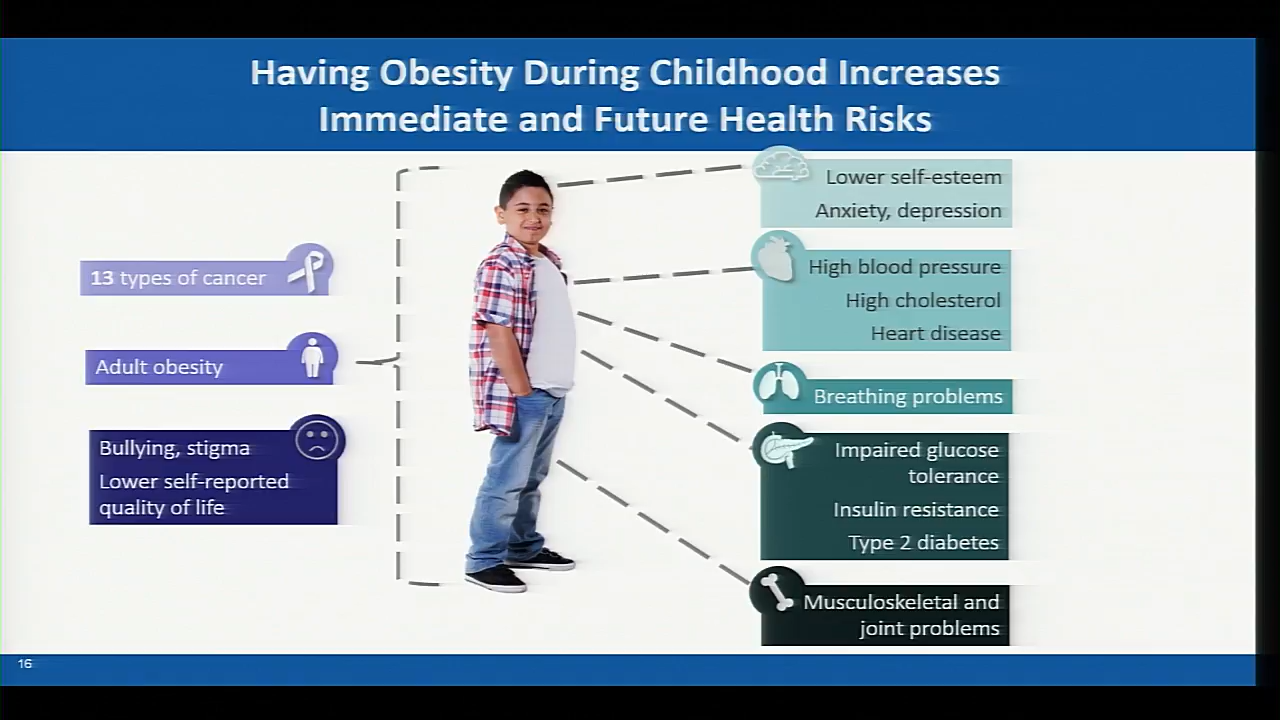 Having Obesity During Childhood Increases
Immediate and Future Health Risks
13 types of cancer
Adult obesity
Bullying, stigma
Lower self-reported
quality of life
Lower self-esteem
Anxiety, depression
High blood pressure
High cholesterol
Heart disease
Breathing problems
Impaired glucose
tolerance
Insulin resistance
Type 2 diabetes
Musculoskeletal and
joint problems
16